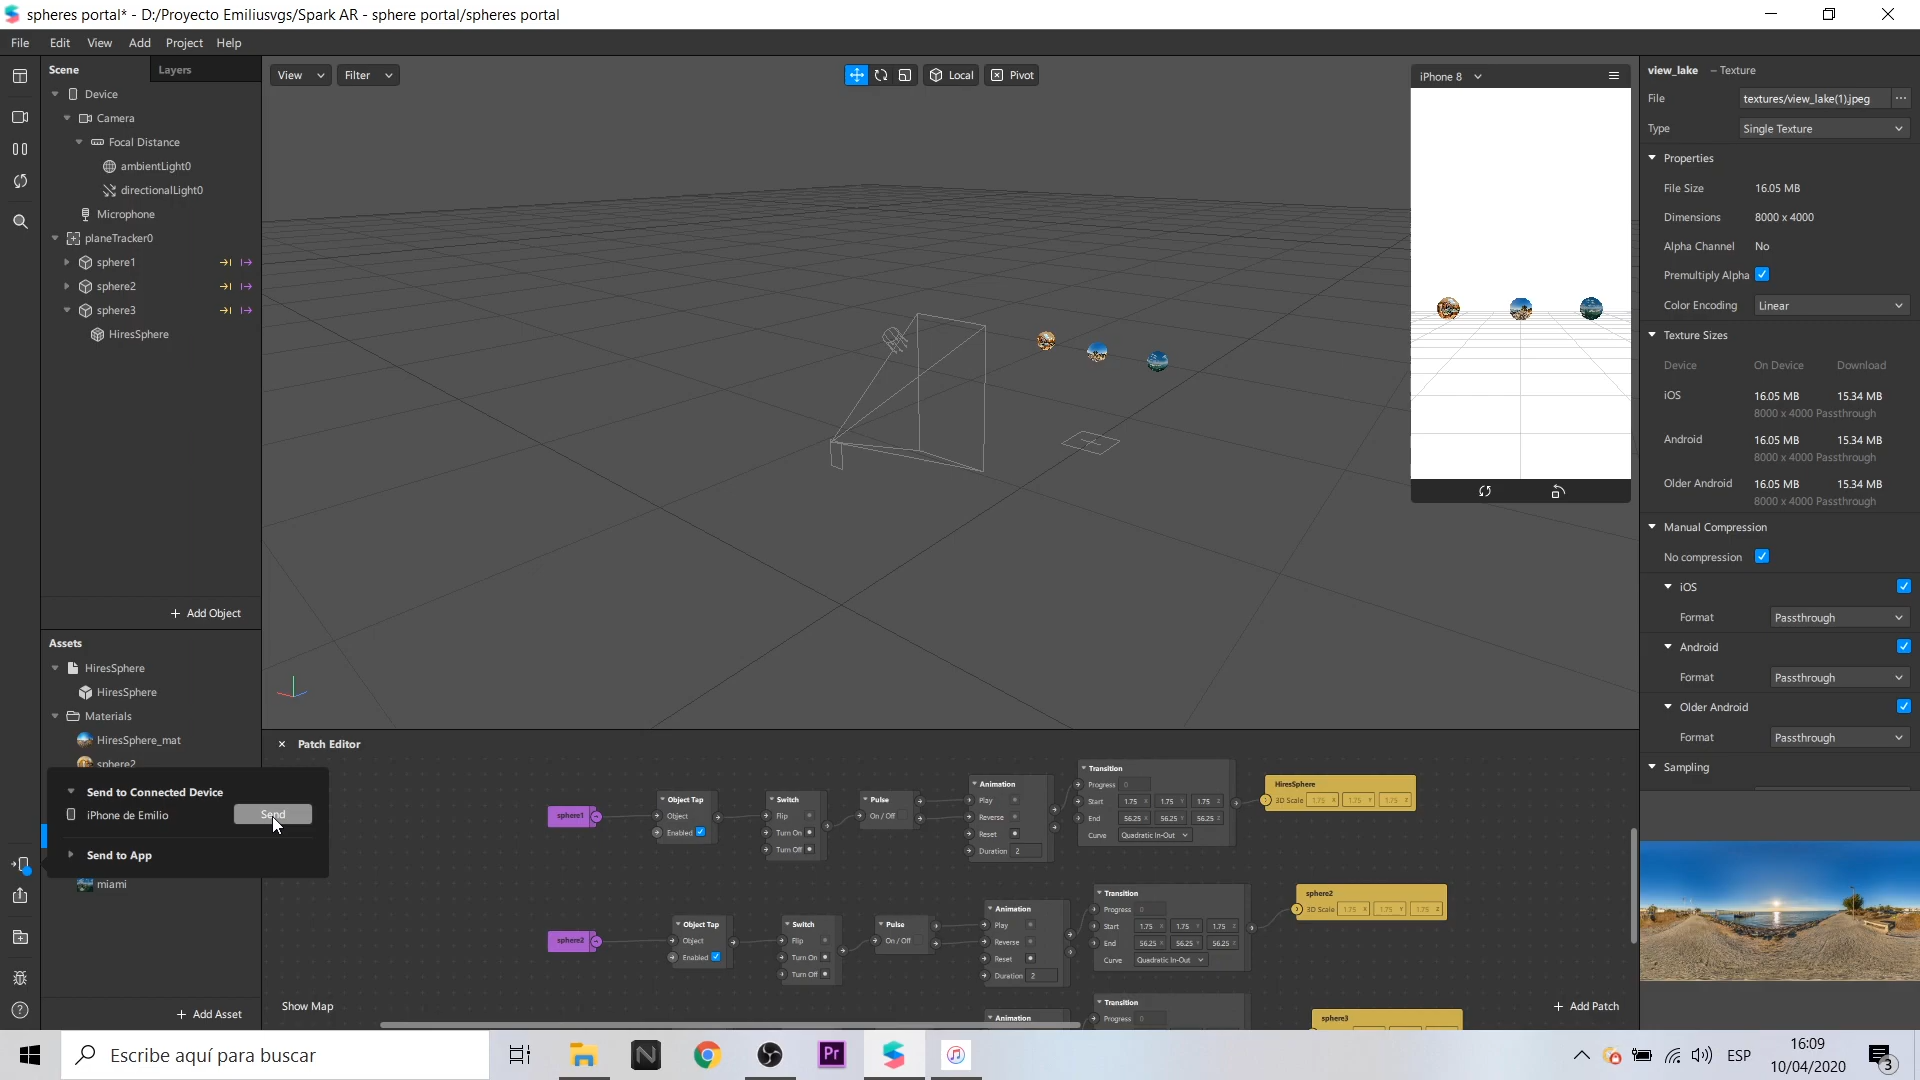 spheres portal* - D:/Proyecto Emiliusvgs/Spark AR - sphere portal/spheres portal
File Edit View Add Project Help
Scene Layers
Device
Camera
Focal Distance
ambientLight0
directionalLight0
Microphone
planeTracker0
sphere1
sphere2
sphere3
HiresSphere
+ Add Object
Assets
HiresSphere
HiresSphere
Materials
HiresSphere_mat
sphere2
Send to Connected Device
iPhone de Emilio Send
Send to App
miami
+ Add Asset
View Filter
Local Pivot
iPhone 8
view_lake – Texture
File textures/view_lake(1).jpeg ...
Type Single Texture
Properties
File Size 16.05 MB
Dimensions 8000 x 4000
Alpha Channel No
Premultiply Alpha
Color Encoding Linear
Texture Sizes
Device On Device Download
iOS 16.05 MB 15.34 MB
8000 x 4000 Passthrough
Android 16.05 MB 15.34 MB
8000 x 4000 Passthrough
Older Android 16.05 MB 15.34 MB
8000 x 4000 Passthrough
Manual Compression
No compression
iOS
Format Passthrough
Android
Format Passthrough
Older Android
Format Passthrough
Sampling
Patch Editor
sphere1
Object Tap
Object
Enabled
Switch
Flip
Turn On
Turn Off
Pulse
On / Off
Animation
Play
Reverse
Reset
Duration 2
Transition
Progress 0
Start 1.75 X 1.75 Y 1.75 Z
End 56.25 X 56.25 Y 56.25 Z
Curve Quadratic In-Out
HiresSphere
3D Scale 1.75 X 1.75 Y 1.75 Z
sphere2
Object Tap
Object
Enabled
Switch
Flip
Turn On
Turn Off
Pulse
On / Off
Animation
Play
Reverse
Reset
Duration 2
Transition
Progress 0
Start 1.75 X 1.75 Y 1.75 Z
End 56.25 X 56.25 Y 56.25 Z
Curve Quadratic In-Out
sphere2
3D Scale 1.75 X 1.75 Y 1.75 Z
Animation
Transition
Progress 0
sphere3
Show Map
+ Add Patch
Escribe aquí para buscar
Pr
ESP
16:09
10/04/2020
3